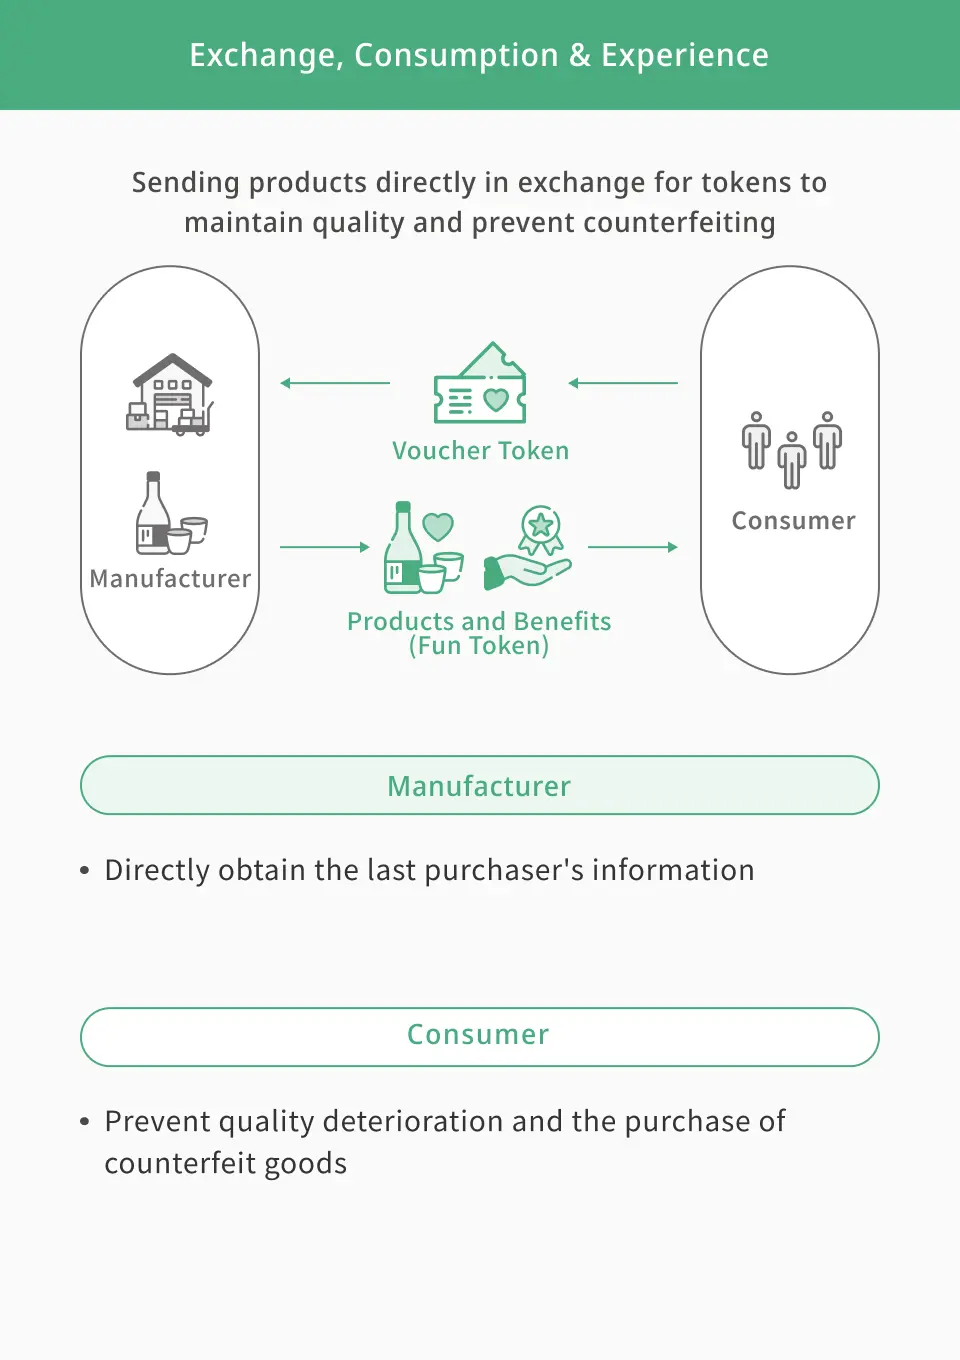 Exchange, Consumption & Experience
Sending products directly in exchange for tokens to
maintain quality and prevent counterfeiting
Voucher Token
Consumer
Manufacturer
Products and Benefits
(Fun Token)
Manufacturer
• Directly obtain the last purchaser's information
Consumer
• Prevent quality deterioration and the purchase of
counterfeit goods